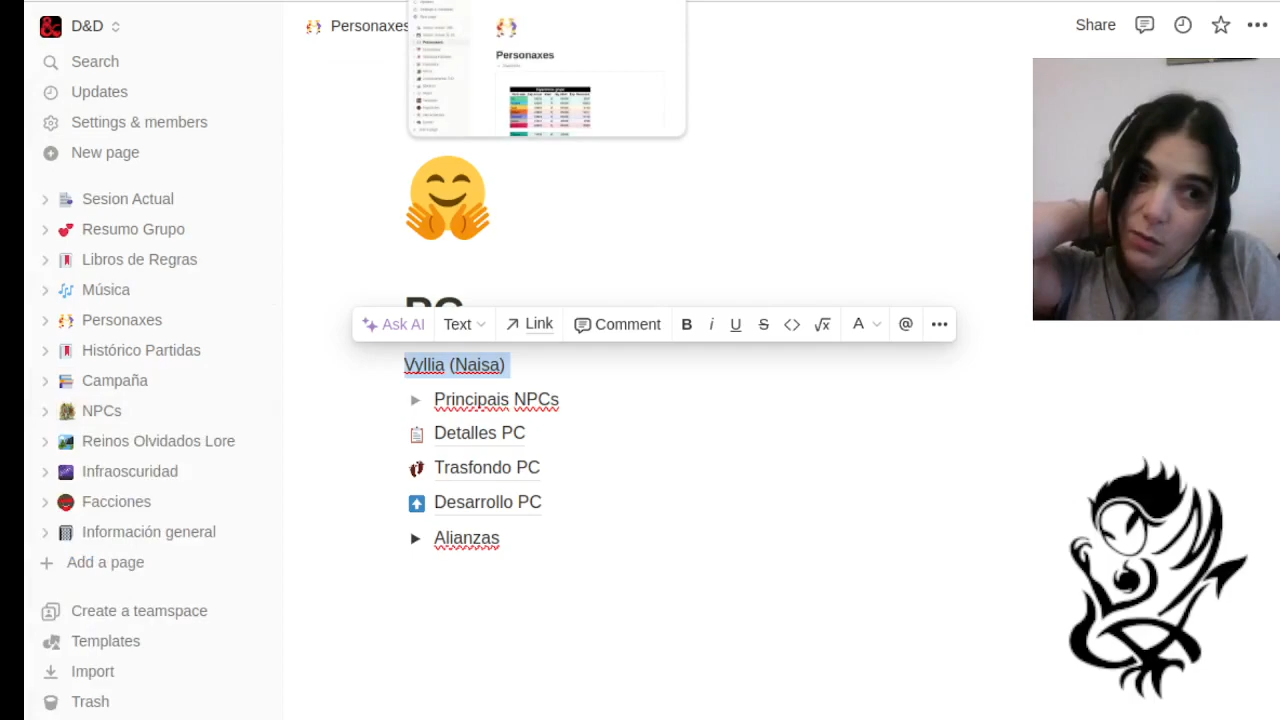 D&D
Search
Updates
Settings & members
New page
Sesion Actual
Resumo Grupo
Libros de Regras
Música
Personaxes
Histórico Partidas
Campaña
NPCs
Reinos Olvidados Lore
Infraoscuridad
Facciones
Información general
Add a page
Create a teamspace
Templates
Import
Trash
Personaxes
Share
Personaxes
PC
Ask AI Text Link Comment B i U S A @
Vyllia (Naisa)
Principais NPCs
Detalles PC
Trasfondo PC
Desarrollo PC
Alianzas